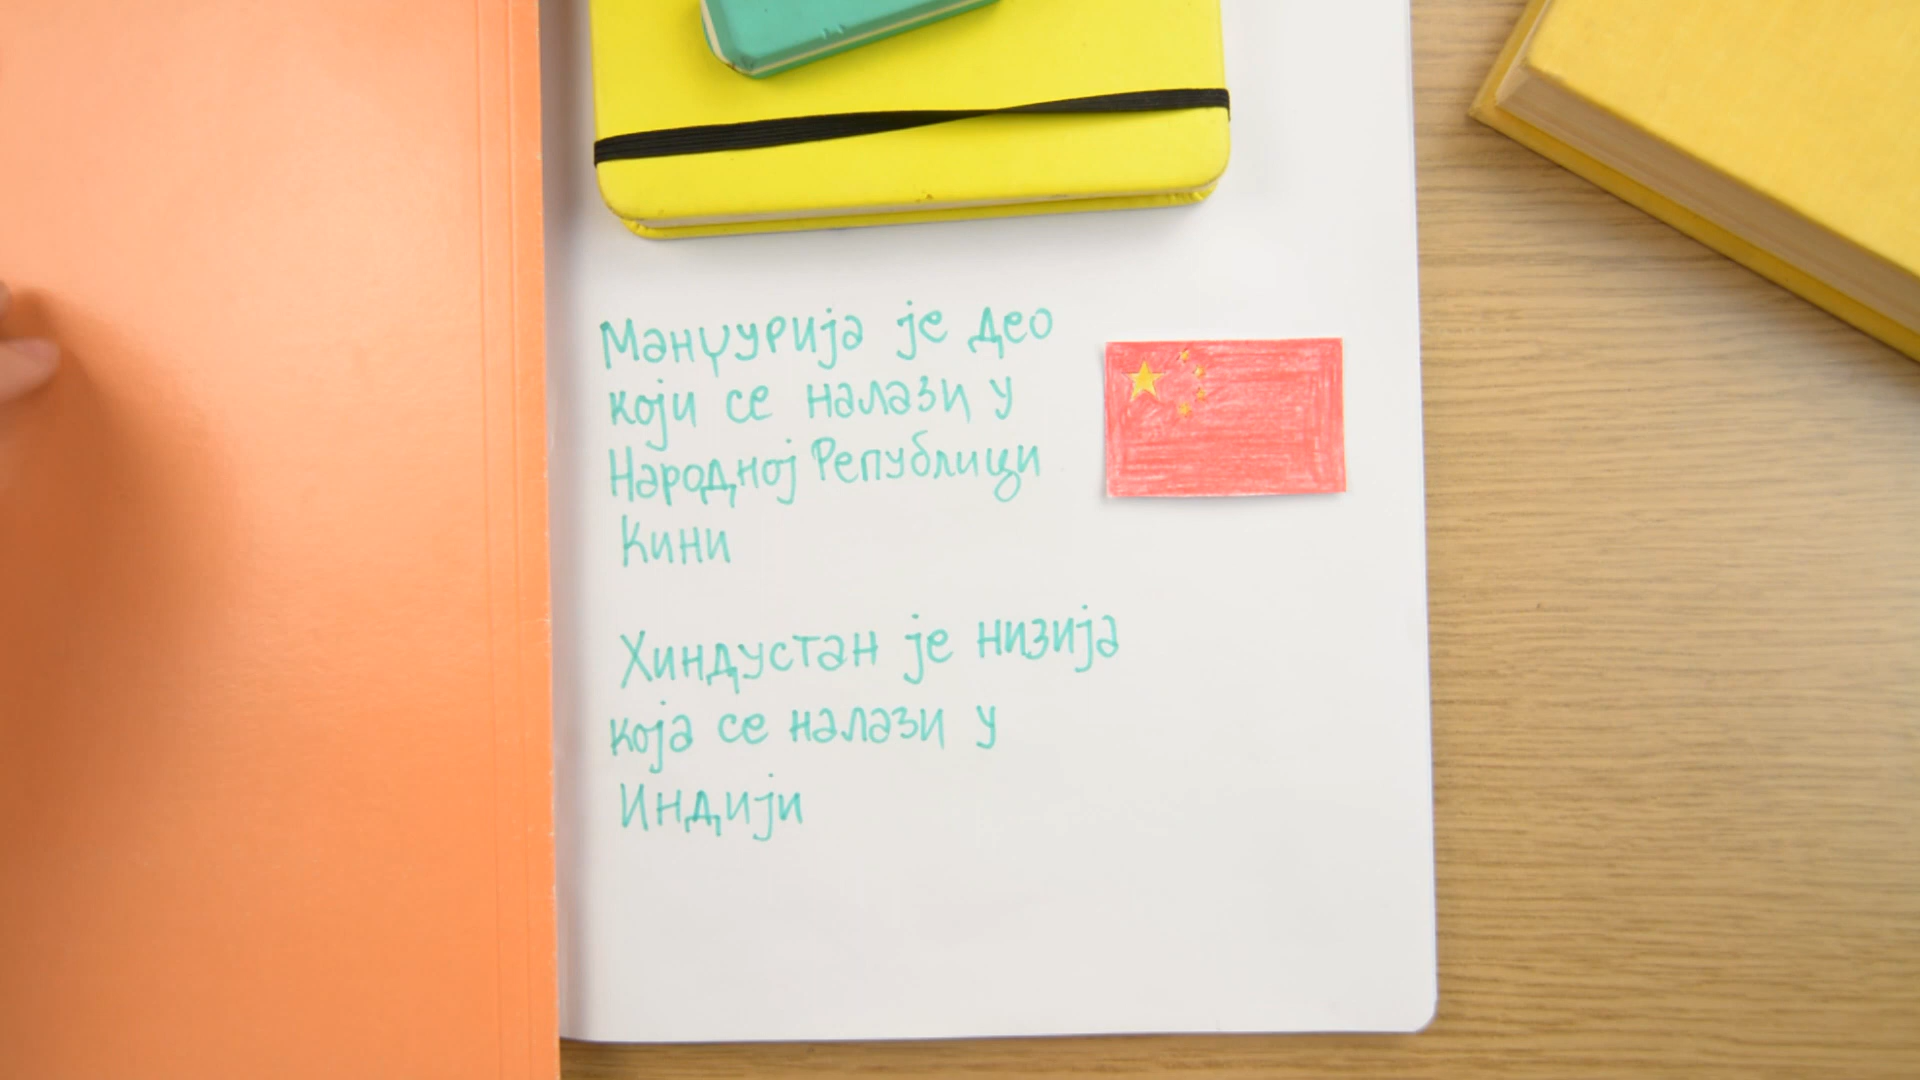 Манџурија је део
који се налази у
Народној Републици
Кини
Хиндустан је низија
која се налази у
Индији